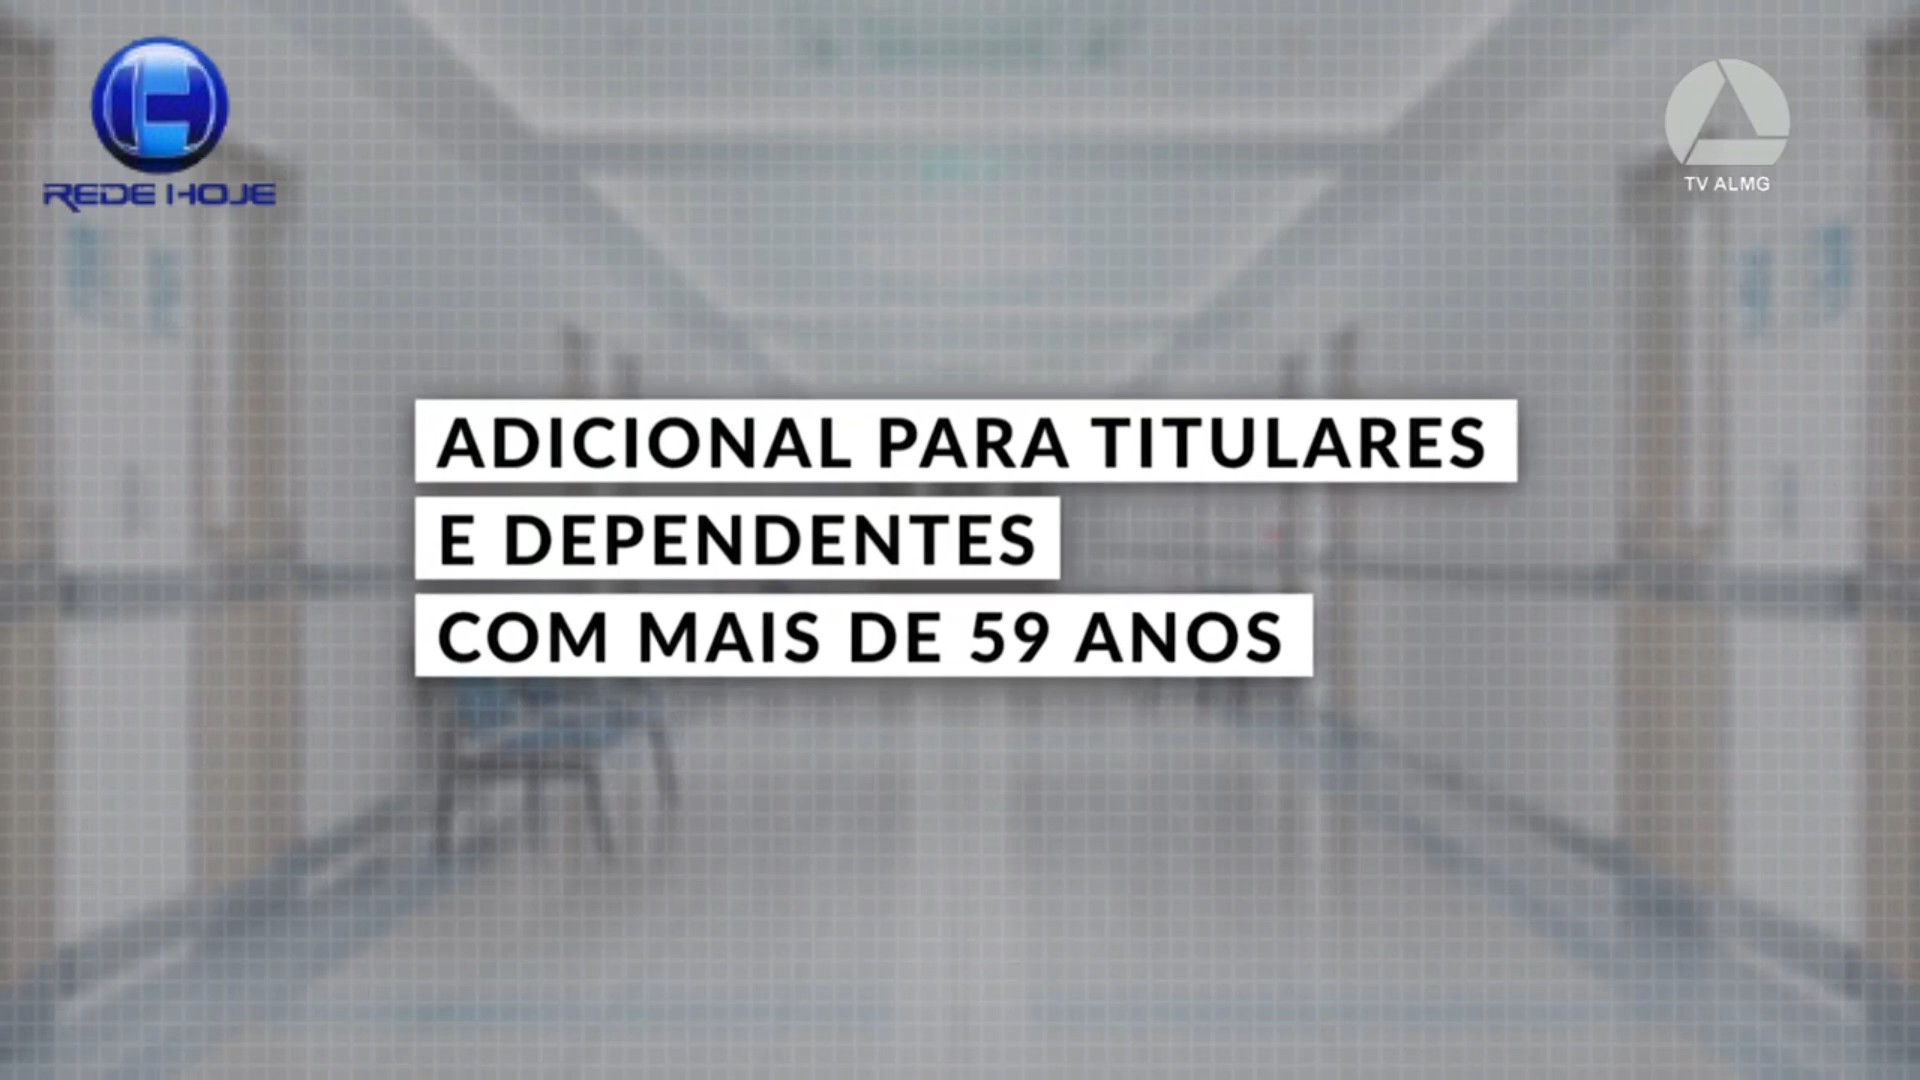 REDE HOJE
TV ALMG
ADICIONAL PARA TITULARES
E DEPENDENTES
COM MAIS DE 59 ANOS